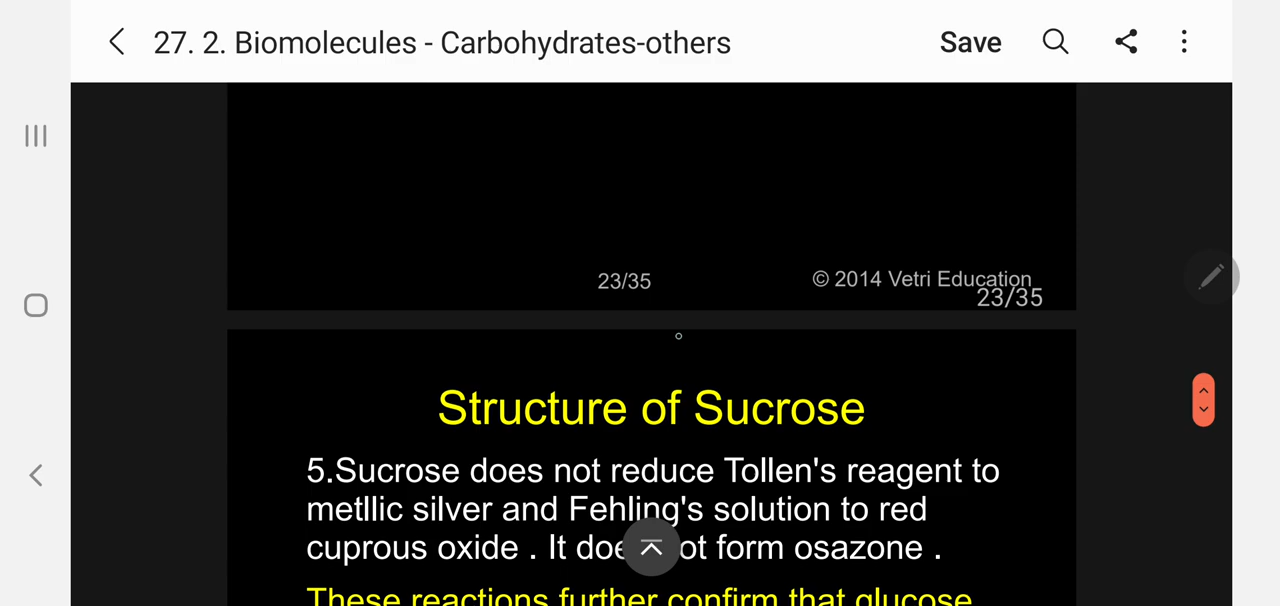 27. 2. Biomolecules - Carbohydrates-others
Save
23/35
© 2014 Vetri Education
23/35
Structure of Sucrose
5.Sucrose does not reduce Tollen's reagent to
metllic silver and Fehling's solution to red
cuprous oxide . It doe ot form osazone .
These reactions further confirm that glucose